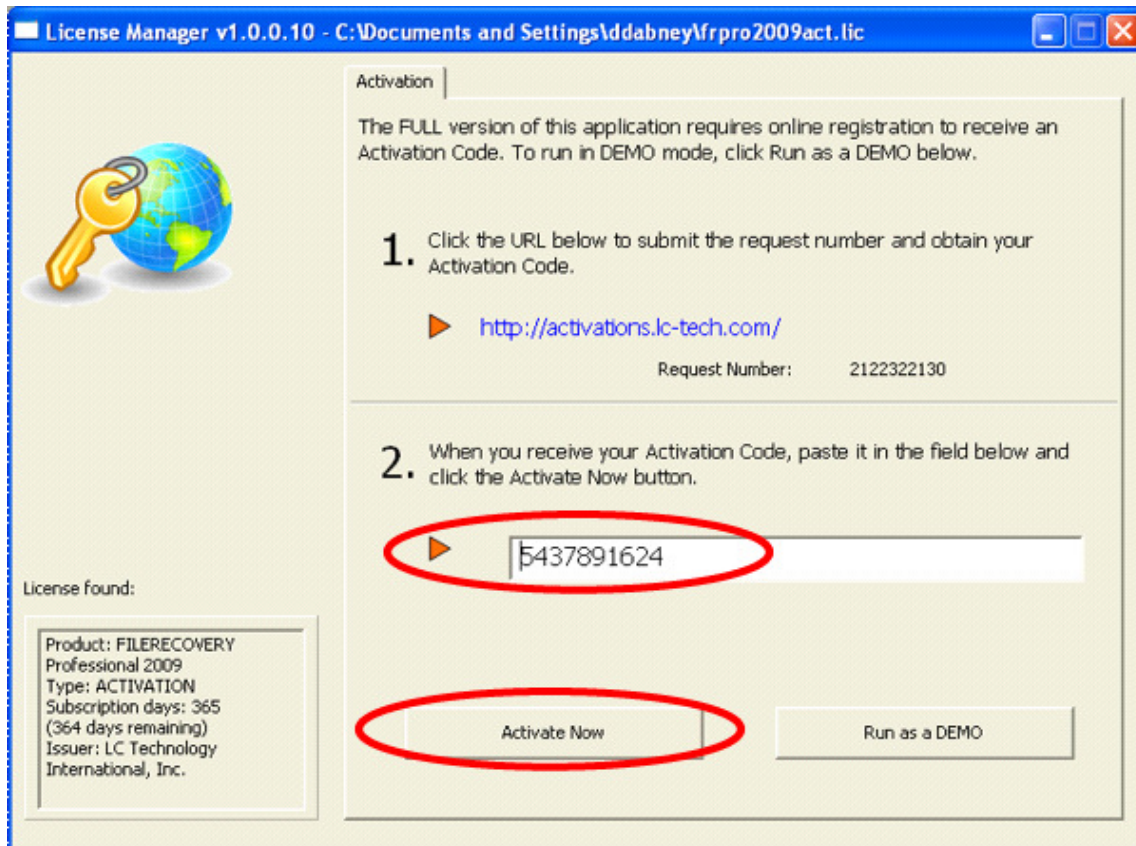 License Manager v1.0.0.10 - C:\Documents and Settings\ddabney\frpro2009act.lic
Activation
The FULL version of this application requires online registration to receive an
Activation Code. To run in DEMO mode, click Run as a DEMO below.
1. Click the URL below to submit the request number and obtain your
Activation Code.
http://activations.lc-tech.com/
Request Number: 2122322130
2. When you receive your Activation Code, paste it in the field below and
click the Activate Now button.
5437891624
License found:
Product: FILERECOVERY
Professional 2009
Type: ACTIVATION
Subscription days: 365
(364 days remaining)
Issuer: LC Technology
International, Inc.
Activate Now
Run as a DEMO